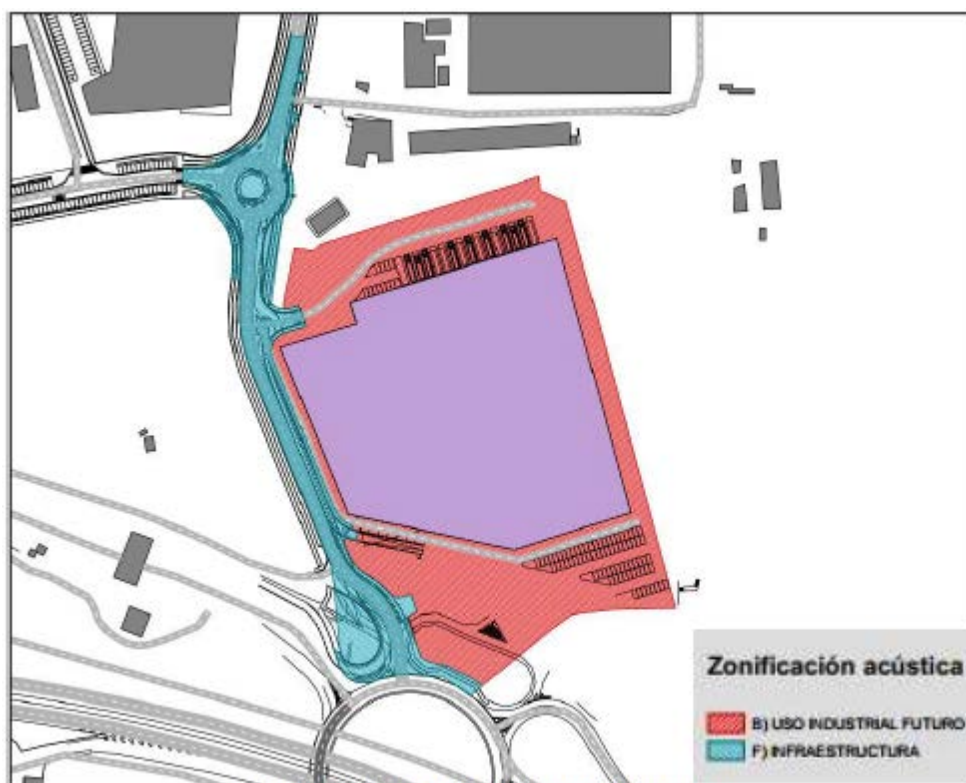 Zonificación acústica
B) USO INDUSTRIAL FUTURO
F) INFRAESTRUCTURA